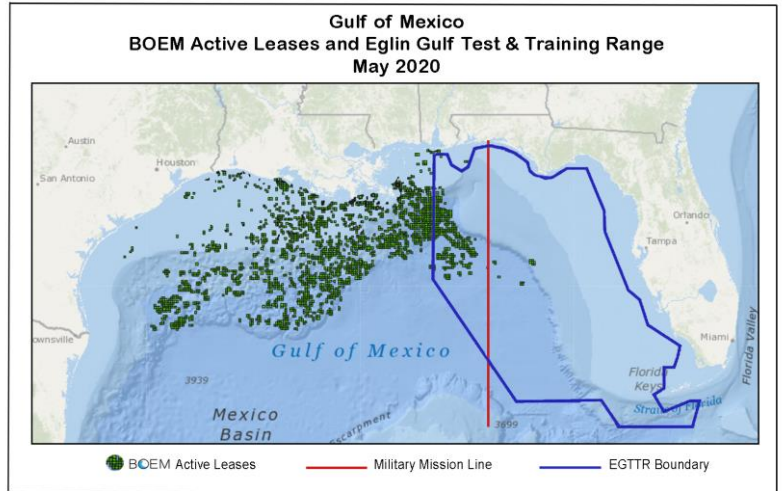 Gulf of Mexico
BOEM Active Leases and Eglin Gulf Test & Training Range
May 2020
Austin
Houston
San Antonio
Orlando
Tampa
ownsville
Miami
Gulf of Mexico
Florida Valley
3939
Florida
Keys
Mexico
Basin
Escarpment
3699
Straits of Florida
BOEM Active Leases
Military Mission Line
EGTTR Boundary